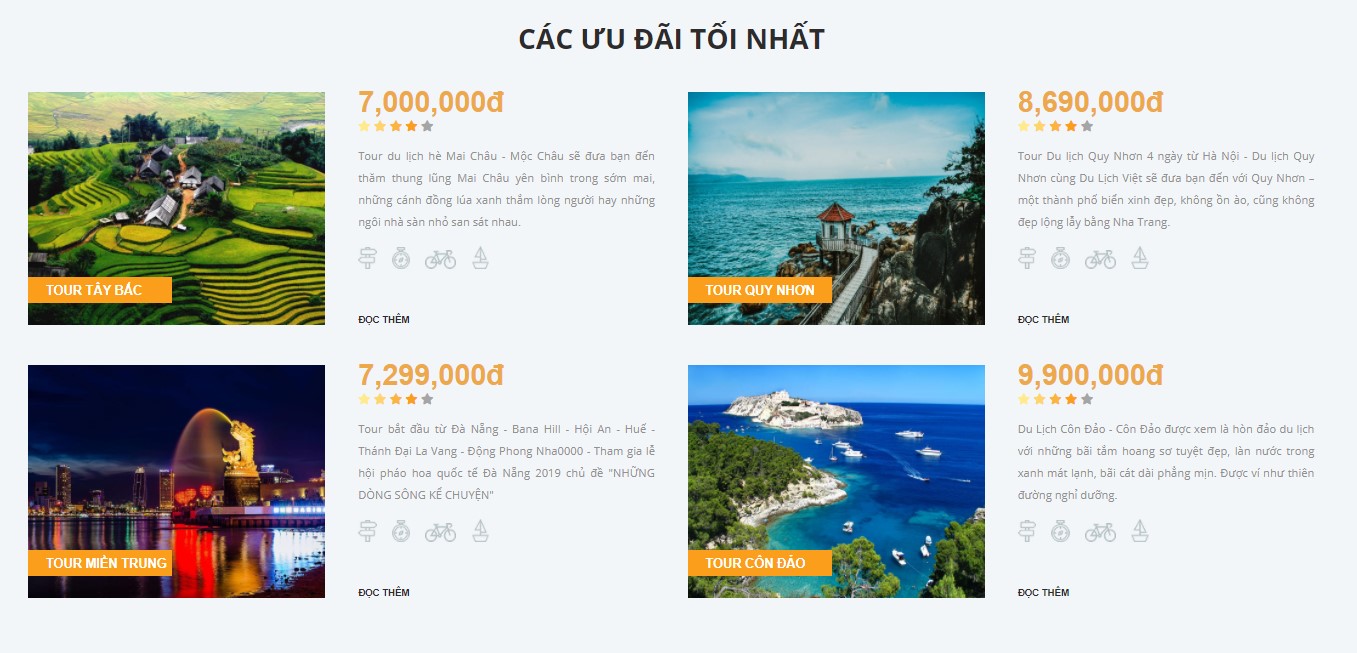 CÁC ƯU ĐÃI TỐI NHẤT
7,000,000đ
Tour du lịch hè Mai Châu - Mộc Châu sẽ đưa bạn đến
thăm thung lũng Mai Châu yên bình trong sớm mai,
những cánh đồng lúa xanh thắm lòng người hay những
ngôi nhà sàn nhỏ san sát nhau.
TOUR TÂY BẮC
ĐỌC THÊM
8,690,000đ
Tour Du lịch Quy Nhơn 4 ngày từ Hà Nội - Du lịch Quy
Nhơn cùng Du Lịch Việt sẽ đưa bạn đến với Quy Nhơn –
một thành phố biển xinh đẹp, không ồn ào, cũng không
đẹp lộng lẫy bằng Nha Trang.
TOUR QUY NHƠN
ĐỌC THÊM
7,299,000đ
Tour bắt đầu từ Đà Nẵng - Bana Hill - Hội An - Huế -
Thánh Đại La Vang - Động Phong Nha0000 - Tham gia lễ
hội pháo hoa quốc tế Đà Nẵng 2019 chủ đề "NHỮNG
DÒNG SÔNG KỂ CHUYỆN"
TOUR MIỀN TRUNG
ĐỌC THÊM
9,900,000đ
Du Lịch Côn Đảo - Côn Đảo được xem là hòn đảo du lịch
với những bãi tắm hoang sơ tuyệt đẹp, làn nước trong
xanh mát lạnh, bãi cát dài phẳng mịn. Được ví như thiên
đường nghỉ dưỡng.
TOUR CÔN ĐẢO
ĐỌC THÊM